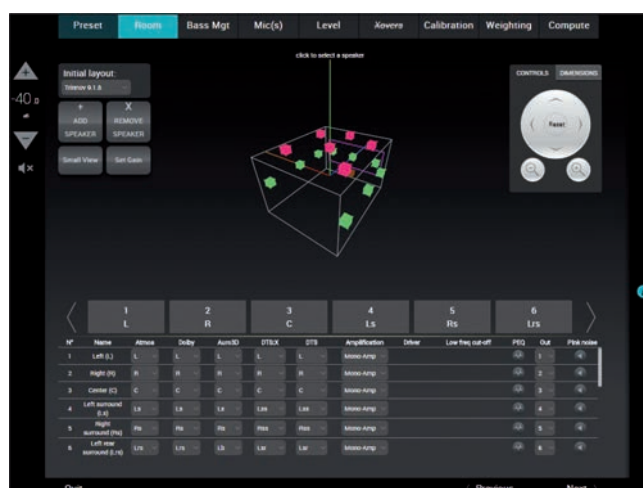 Preset Room Bass Mgt Mic(s) Level Xovers Calibration Weighting Compute
click to select a speaker
Initial layout:
Trinnov 9.1.6
+ ADD SPEAKER
X REMOVE SPEAKER
Small View Set Gain
CONTROLS DIMENSIONS
Reset
-40
1 2 3 4 5 6
L R C Ls Rs Lrs
N° Name Atmos Dolby Auro3D DTS:X DTS Amplification Driver Low freq cut-off PEQ Out Pink noise
1 Left (L) L L L L L Mono-Amp 1
2 Right (R) R R R R R Mono-Amp 2
3 Center (C) C C C C C Mono-Amp 3
4 Left surround (Ls) Ls Ls Ls Lss Lss Mono-Amp 4
5 Right surround (Rs) Rs Rs Rs Rss Rss Mono-Amp 5
6 Left rear surround (Lrs) Lrs Lrs Lb Lsr Lsr Mono-Amp 6
Quit Previous Next